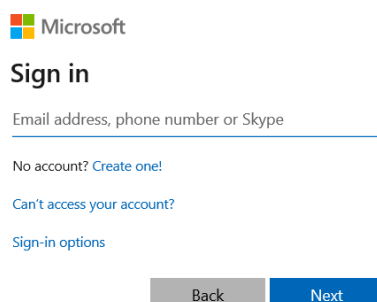 Microsoft
Sign in
Email address, phone number or Skype
No account? Create one!
Can't access your account?
Sign-in options
Back Next